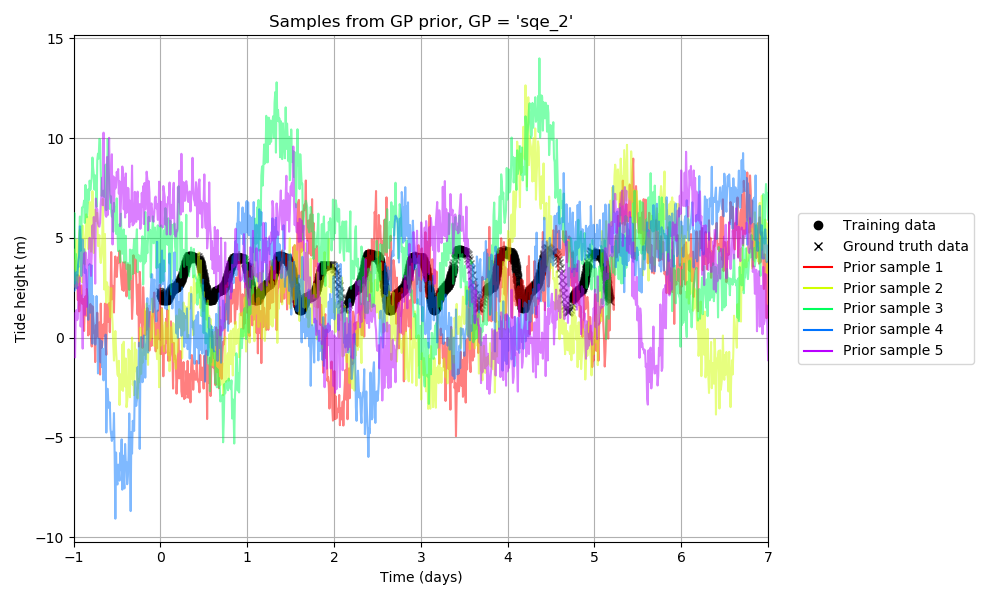 Samples from GP prior, GP = 'sqe_2'
Tide height (m)
15
10
5
0
−5
−10
−1
0
1
2
3
4
5
6
7
Time (days)
Training data
Ground truth data
Prior sample 1
Prior sample 2
Prior sample 3
Prior sample 4
Prior sample 5